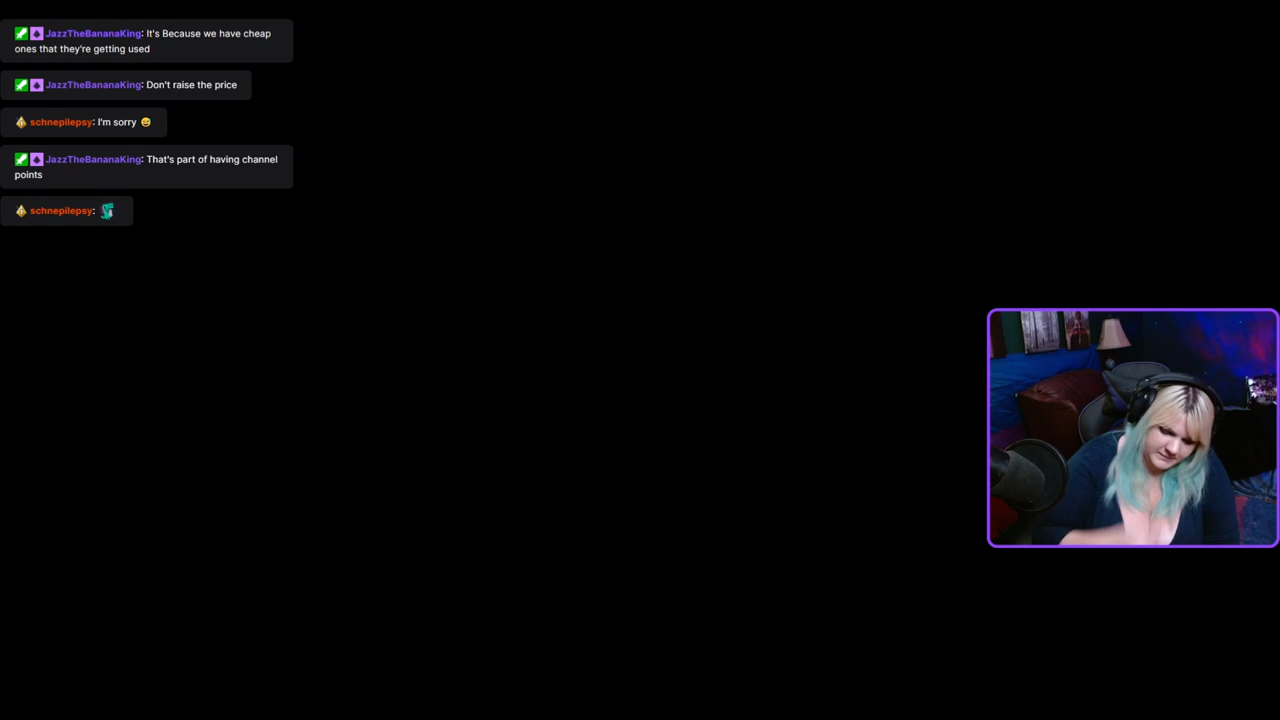 JazzTheBananaKing: It's Because we have cheap
ones that they're getting used
JazzTheBananaKing: Don't raise the price
schnepilepsy: I'm sorry 😅
JazzTheBananaKing: That's part of having channel
points
schnepilepsy: